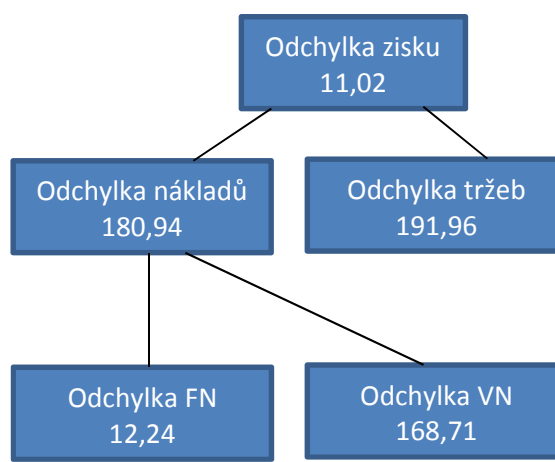 Odchylka zisku
11,02
Odchylka nákladů
180,94
Odchylka tržeb
191,96
Odchylka FN
12,24
Odchylka VN
168,71